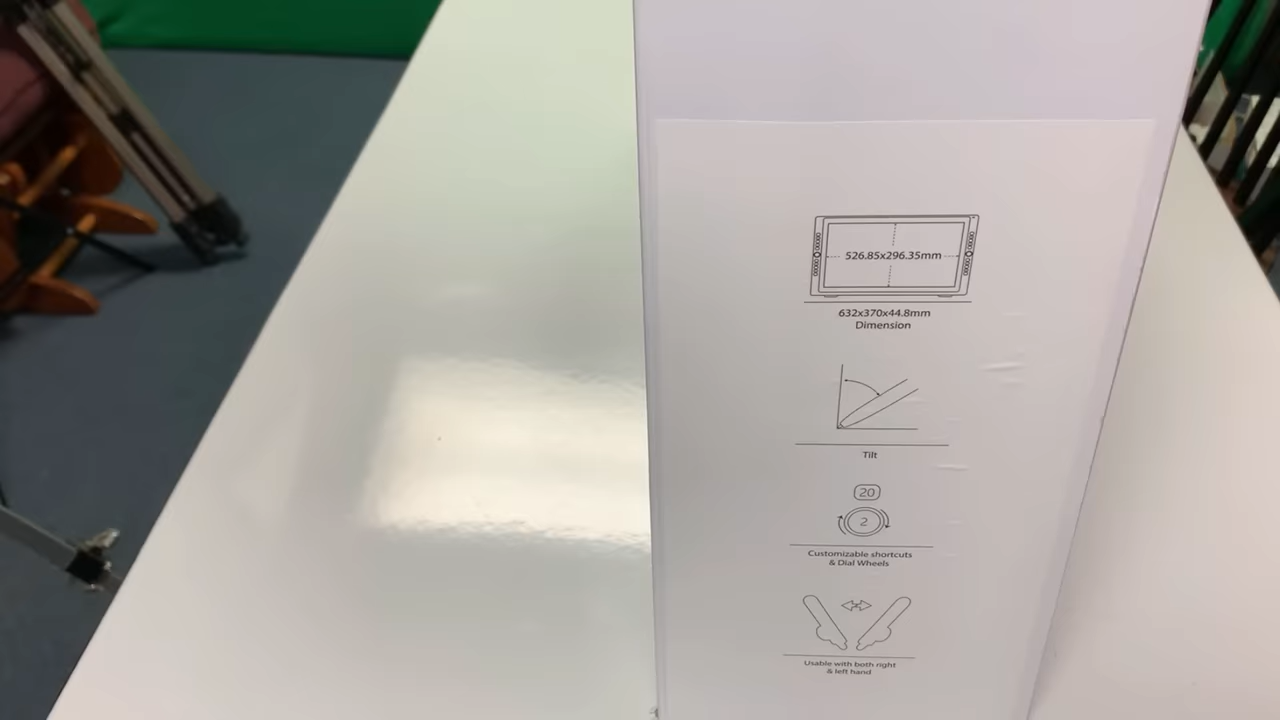 526.85x296.35mm
632x370x44.8mm
Dimension
Tilt
20
2
Customizable shortcuts
& Dial Wheels
Usable with both right
& left hand